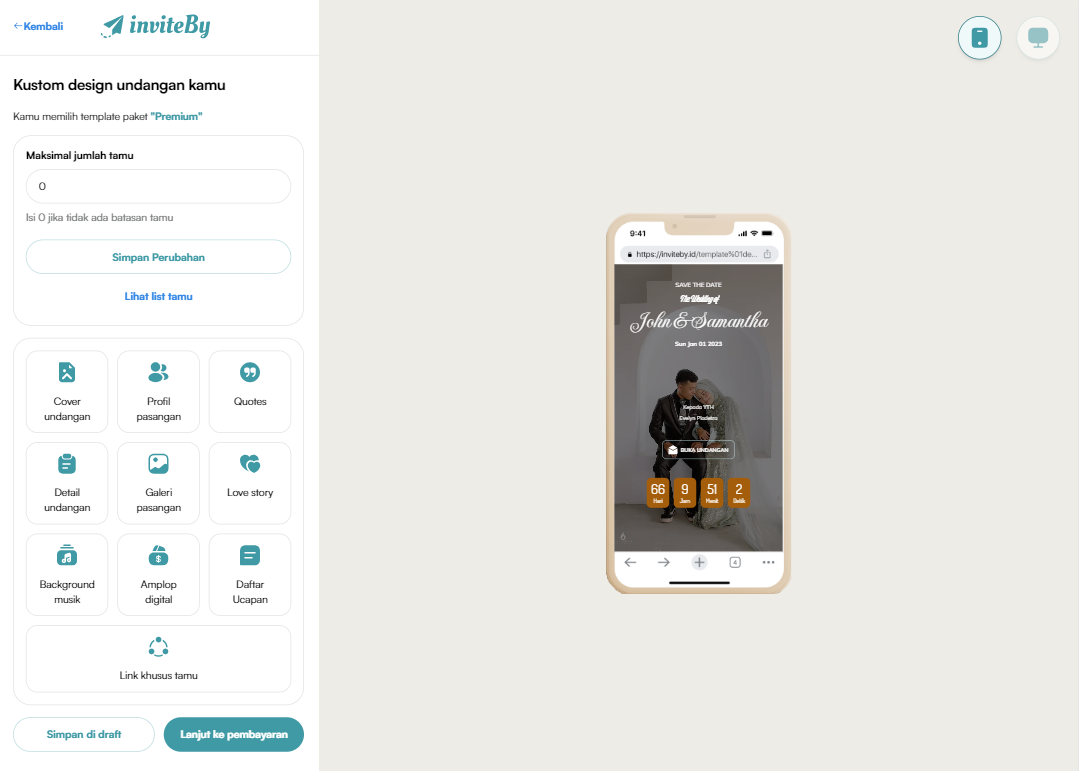 ←Kembali
inviteBy
Kustom design undangan kamu
Kamu memilih template paket "Premium"
Maksimal jumlah tamu
0
Isi 0 jika tidak ada batasan tamu
Simpan Perubahan
Lihat list tamu
Cover
undangan
Profil
pasangan
Quotes
Detail
undangan
Galeri
pasangan
Love story
Background
musik
Amplop
digital
Daftar
Ucapan
Link khusus tamu
Simpan di draft
Lanjut ke pembayaran
9:41
https://inviteby.id/template%01de...
SAVE THE DATE
The Wedding of
John & Samantha
Sun Jan 01 2023
Kepada YTH
BUKA UNDANGAN
66 9 51 2
Hari Jam Menit Detik
6
4